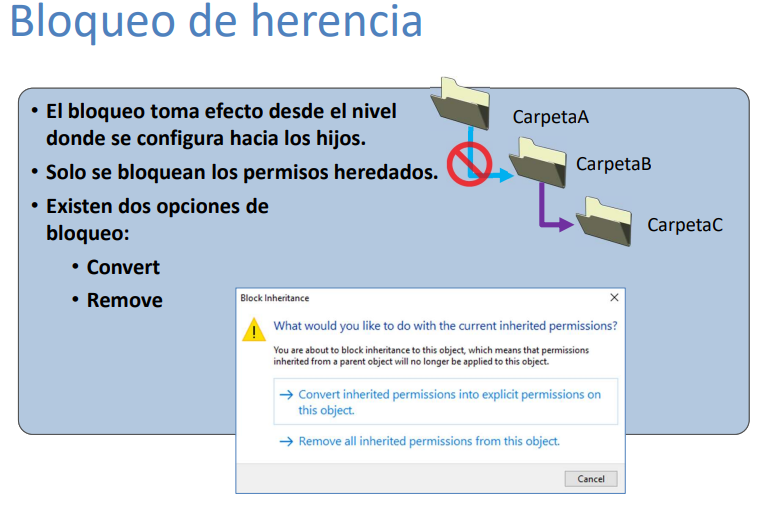 Bloqueo de herencia
• El bloqueo toma efecto desde el nivel
donde se configura hacia los hijos.
• Solo se bloquean los permisos heredados.
• Existen dos opciones de
bloqueo:
• Convert
• Remove
CarpetaA
CarpetaB
CarpetaC
Block Inheritance
What would you like to do with the current inherited permissions?
You are about to block inheritance to this object, which means that permissions
inherited from a parent object will no longer be applied to this object.
Convert inherited permissions into explicit permissions on
this object.
Remove all inherited permissions from this object.
Cancel